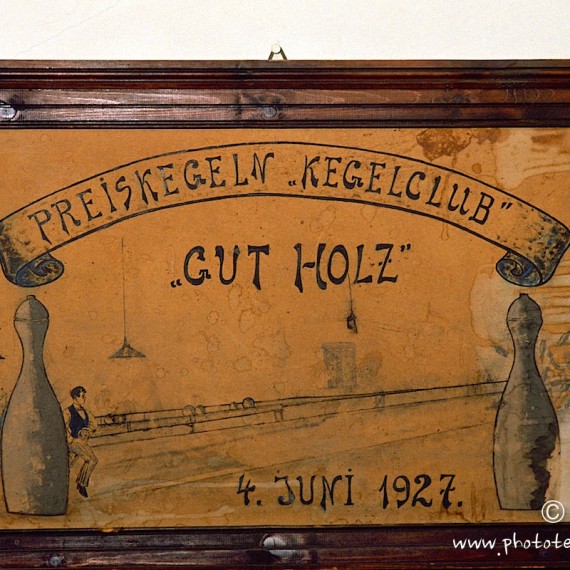 PREISKEGELN „KEGELCLUB"
„GUT HOLZ"
4. JUNI 1927.
©
www.photote